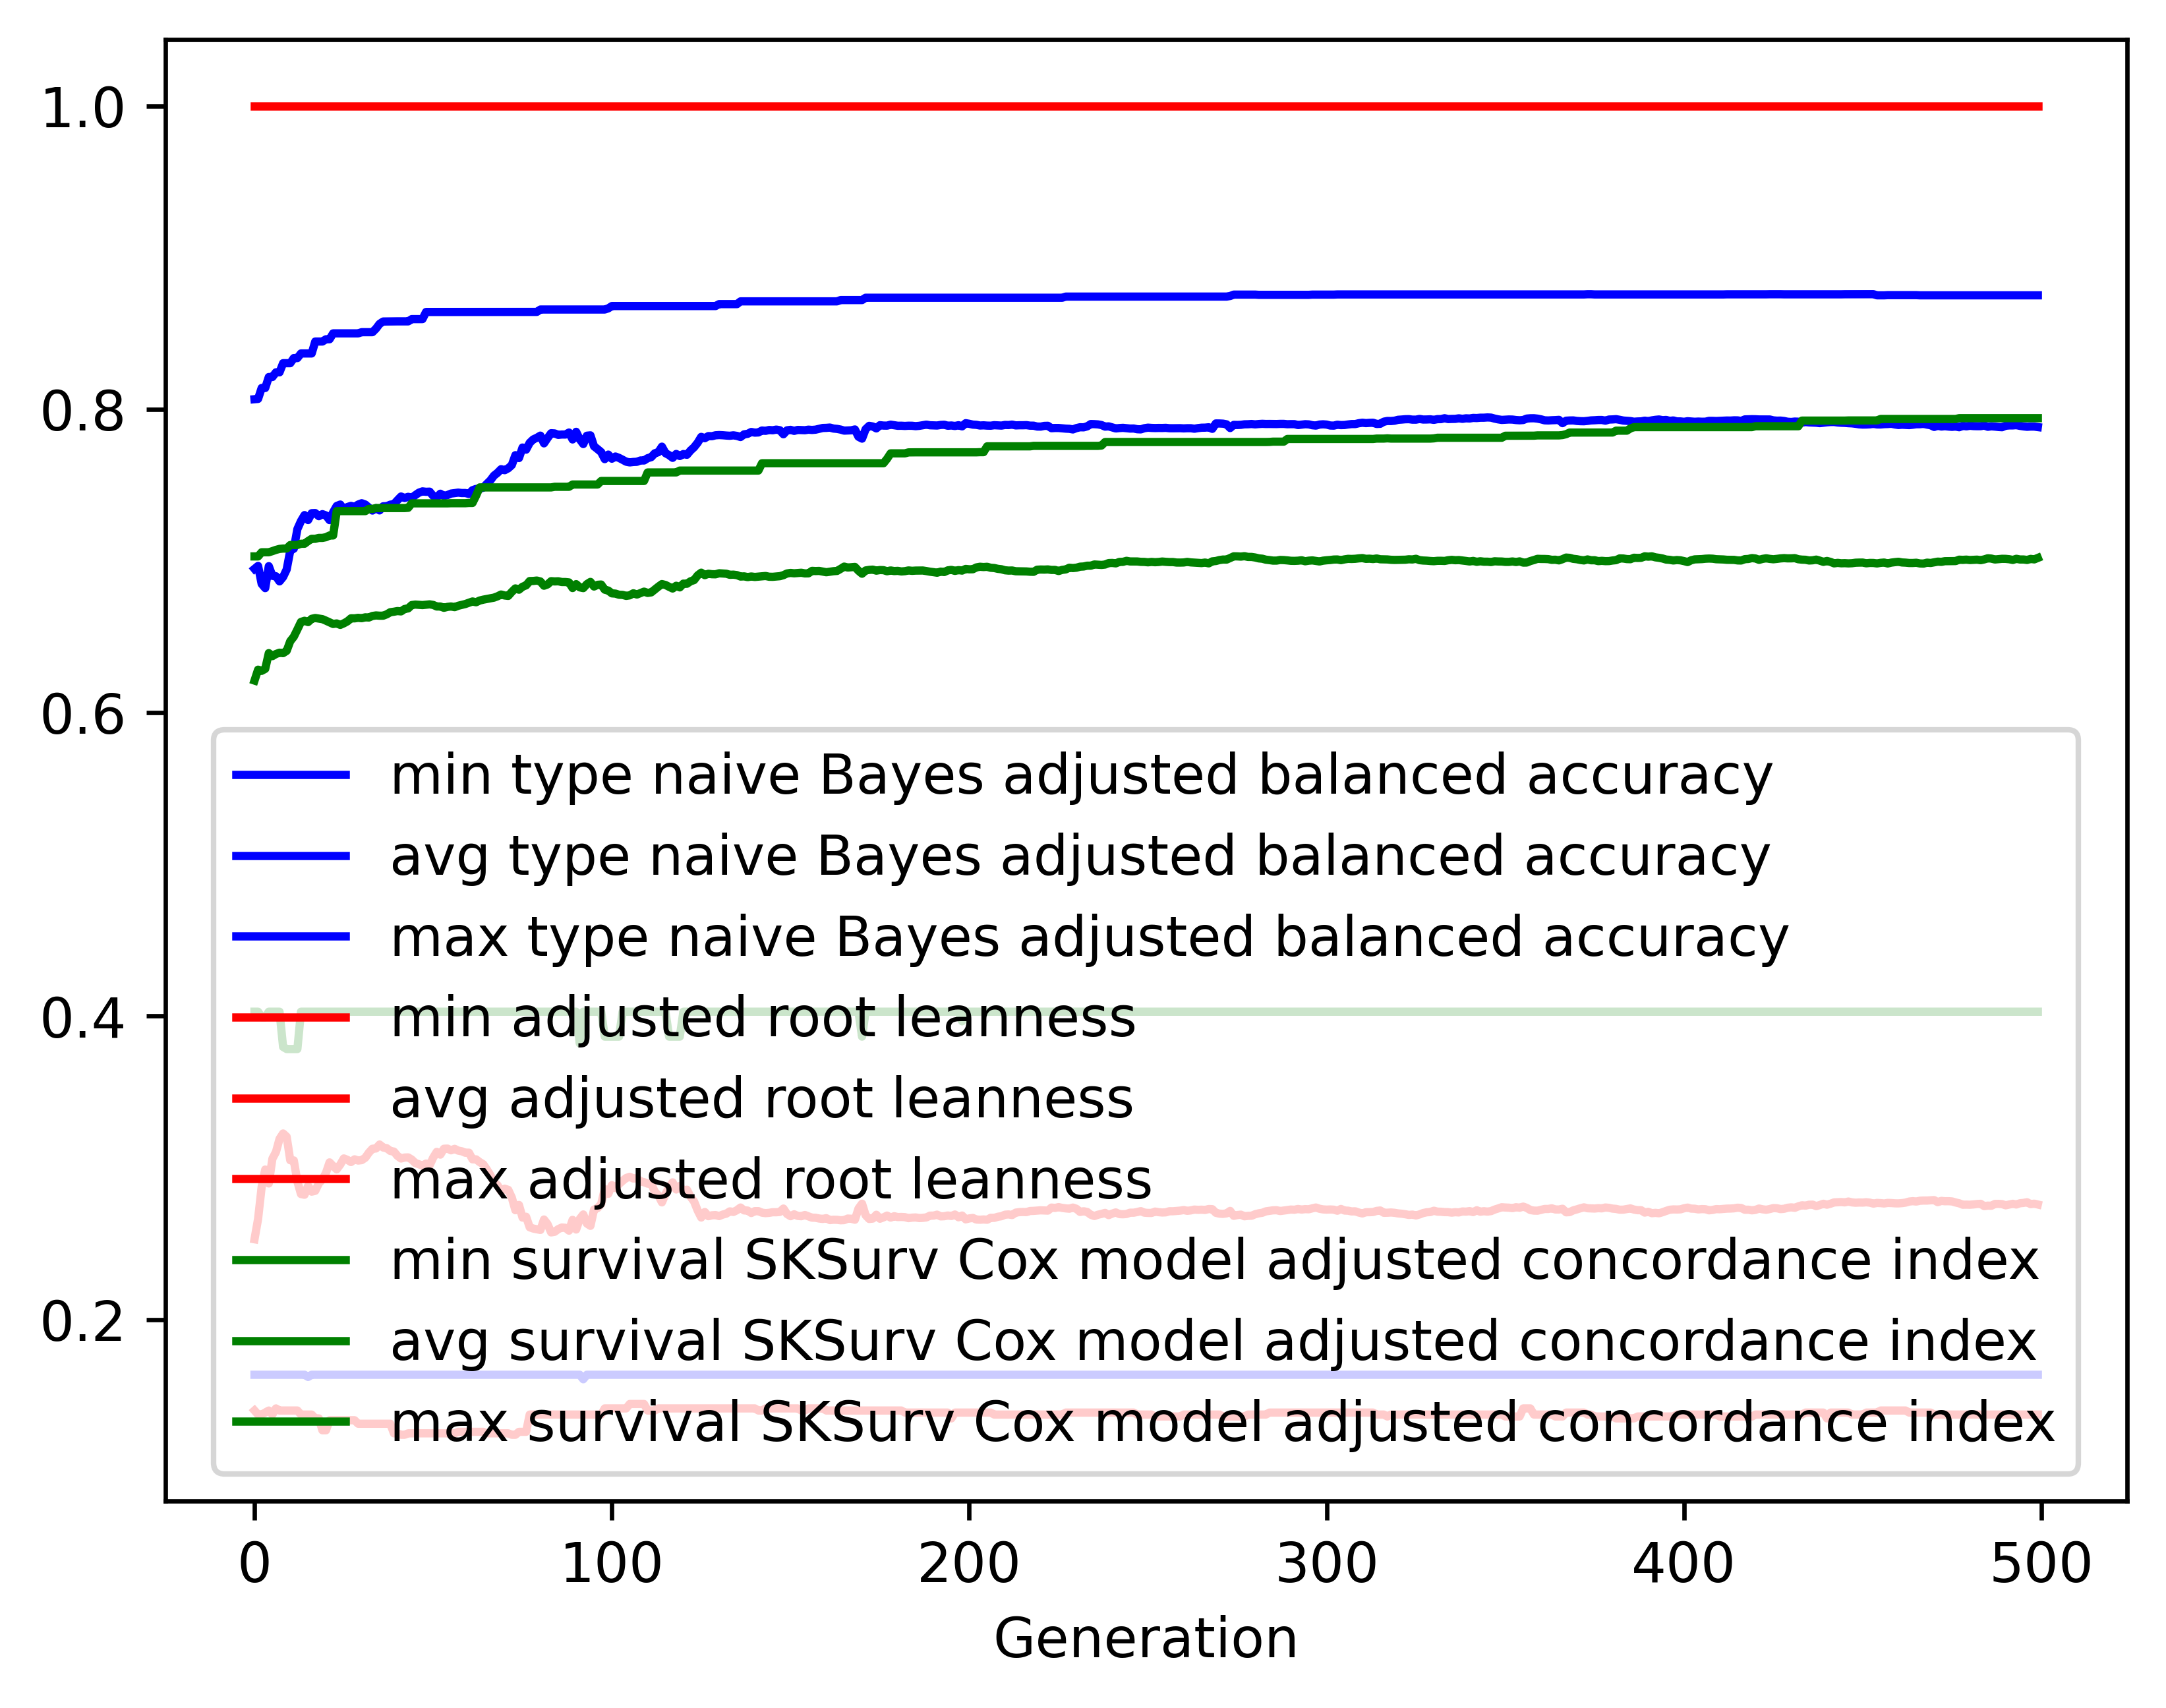 1.0
0.8
0.6
0.4
0.2
min type naive Bayes adjusted balanced accuracy
avg type naive Bayes adjusted balanced accuracy
max type naive Bayes adjusted balanced accuracy
min adjusted root leanness
avg adjusted root leanness
max adjusted root leanness
min survival SKSurv Cox model adjusted concordance index
avg survival SKSurv Cox model adjusted concordance index
max survival SKSurv Cox model adjusted concordance index
0 100 200 300 400 500
Generation